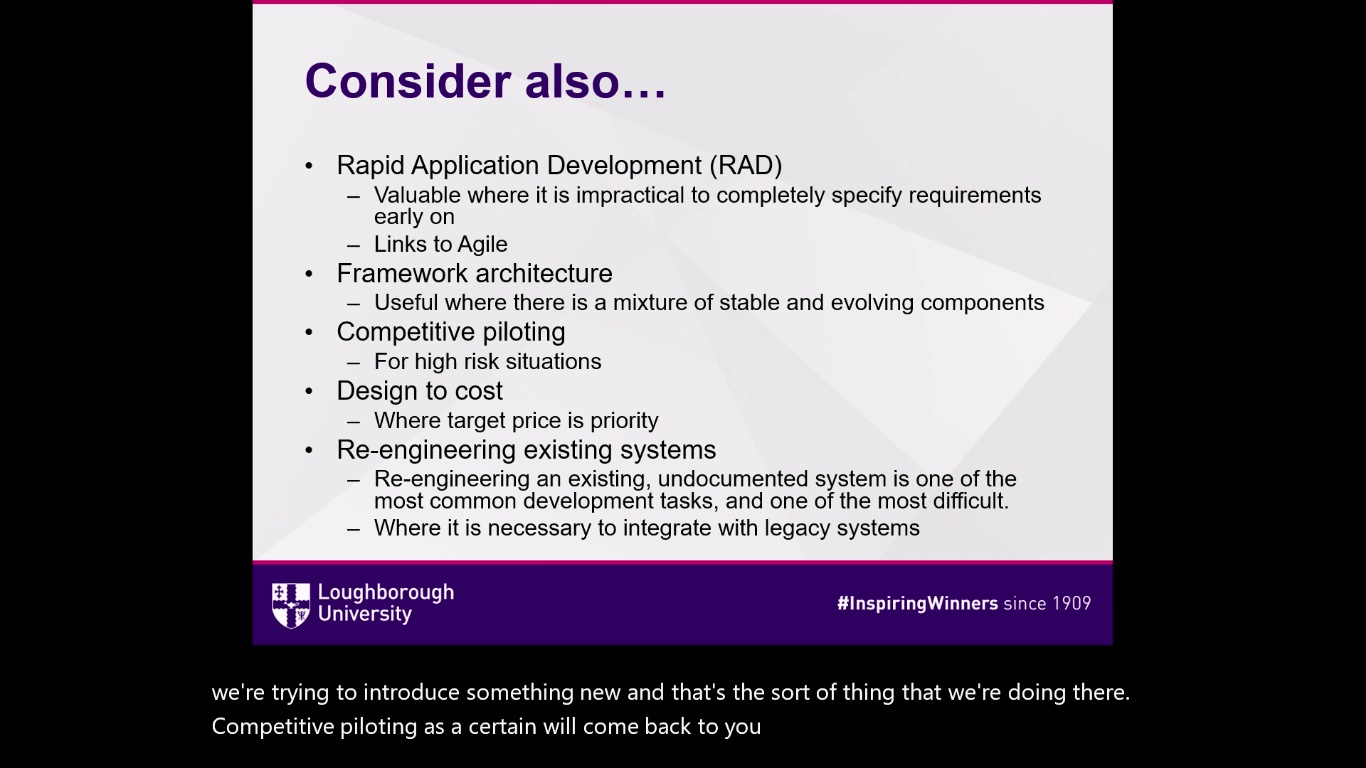 Consider also…
• Rapid Application Development (RAD)
– Valuable where it is impractical to completely specify requirements
early on
– Links to Agile
• Framework architecture
– Useful where there is a mixture of stable and evolving components
• Competitive piloting
– For high risk situations
• Design to cost
– Where target price is priority
• Re-engineering existing systems
– Re-engineering an existing, undocumented system is one of the
most common development tasks, and one of the most difficult.
– Where it is necessary to integrate with legacy systems
Loughborough
University
#InspiringWinners since 1909
we're trying to introduce something new and that's the sort of thing that we're doing there.
Competitive piloting as a certain will come back to you